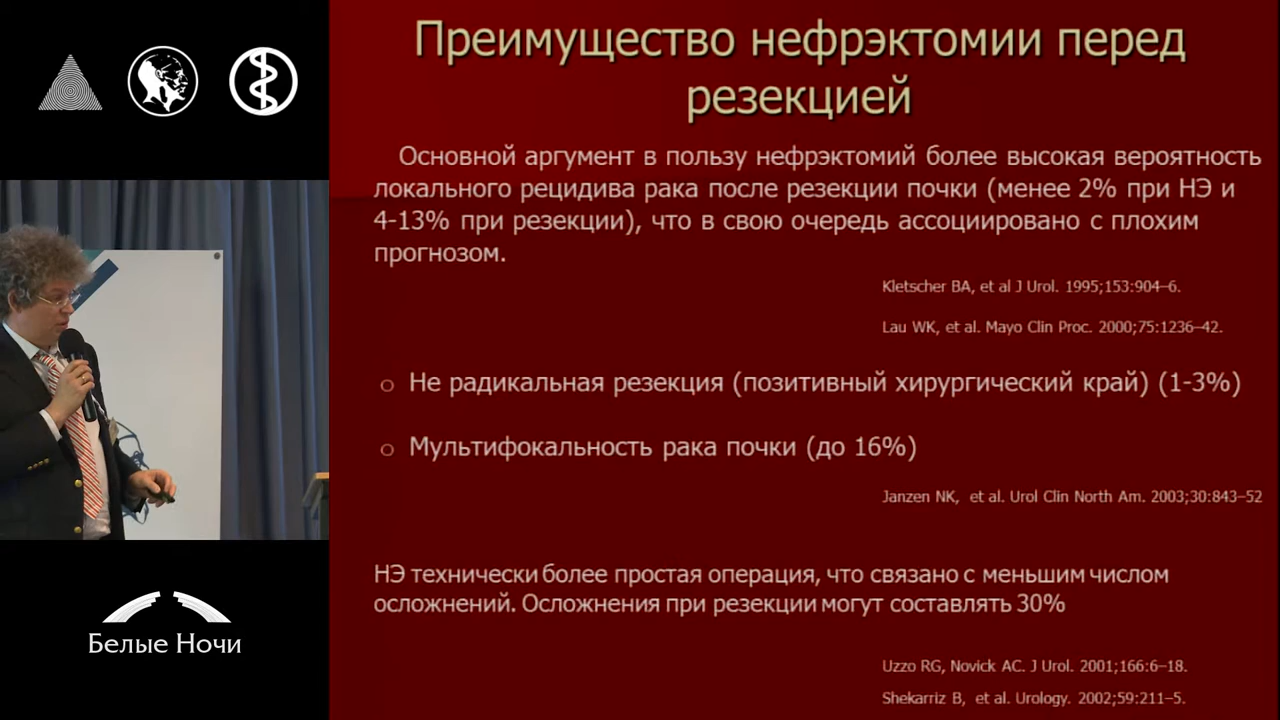 Преимущество нефрэктомии перед
резекцией
Основной аргумент в пользу нефрэктомий более высокая вероятность
локального рецидива рака после резекции почки (менее 2% при НЭ и
4-13% при резекции), что в свою очередь ассоциировано с плохим
прогнозом.
Kletscher BA, et al J Urol. 1995;153:904–6.
Lau WK, et al. Mayo Clin Proc. 2000;75:1236–42.
o Не радикальная резекция (позитивный хирургический край) (1-3%)
o Мультифокальность рака почки (до 16%)
Janzen NK, et al. Urol Clin North Am. 2003;30:843–52
НЭ технически более простая операция, что связано с меньшим числом
осложнений. Осложнения при резекции могут составлять 30%
Uzzo RG, Novick AC. J Urol. 2001;166:6–18.
Shekarriz B, et al. Urology. 2002;59:211–5.
Белые Ночи